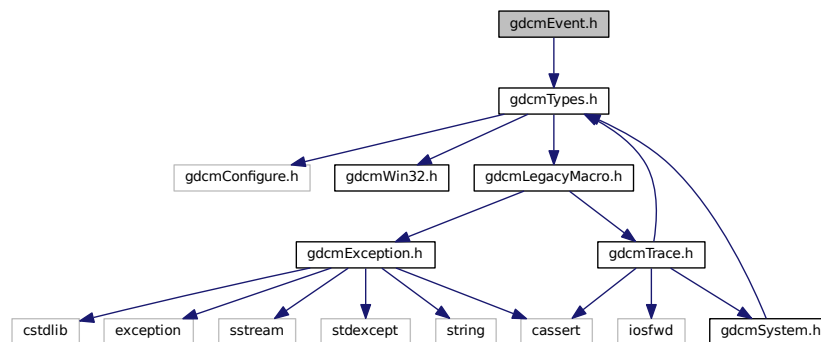 gdcmEvent.h
gdcmTypes.h
gdcmConfigure.h
gdcmWin32.h
gdcmLegacyMacro.h
gdcmException.h
gdcmTrace.h
cstdlib
exception
sstream
stdexcept
string
cassert
iosfwd
gdcmSystem.h